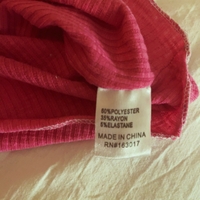 60%POLYESTER
35%RAYON
5%ELASTANE
MADE IN CHINA
RN#163017